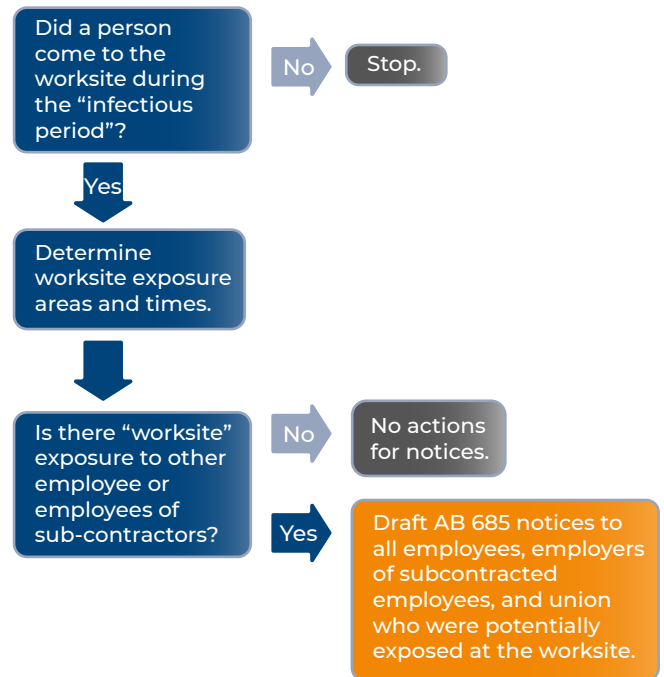 Did a person
come to the
worksite during
the “infectious
period”?
No
Stop.
Yes
Determine
worksite exposure
areas and times.
Is there “worksite”
exposure to other
employee or
employees of
sub-contractors?
No
No actions
for notices.
Yes
Draft AB 685 notices to
all employees, employers
of subcontracted
employees, and union
who were potentially
exposed at the worksite.